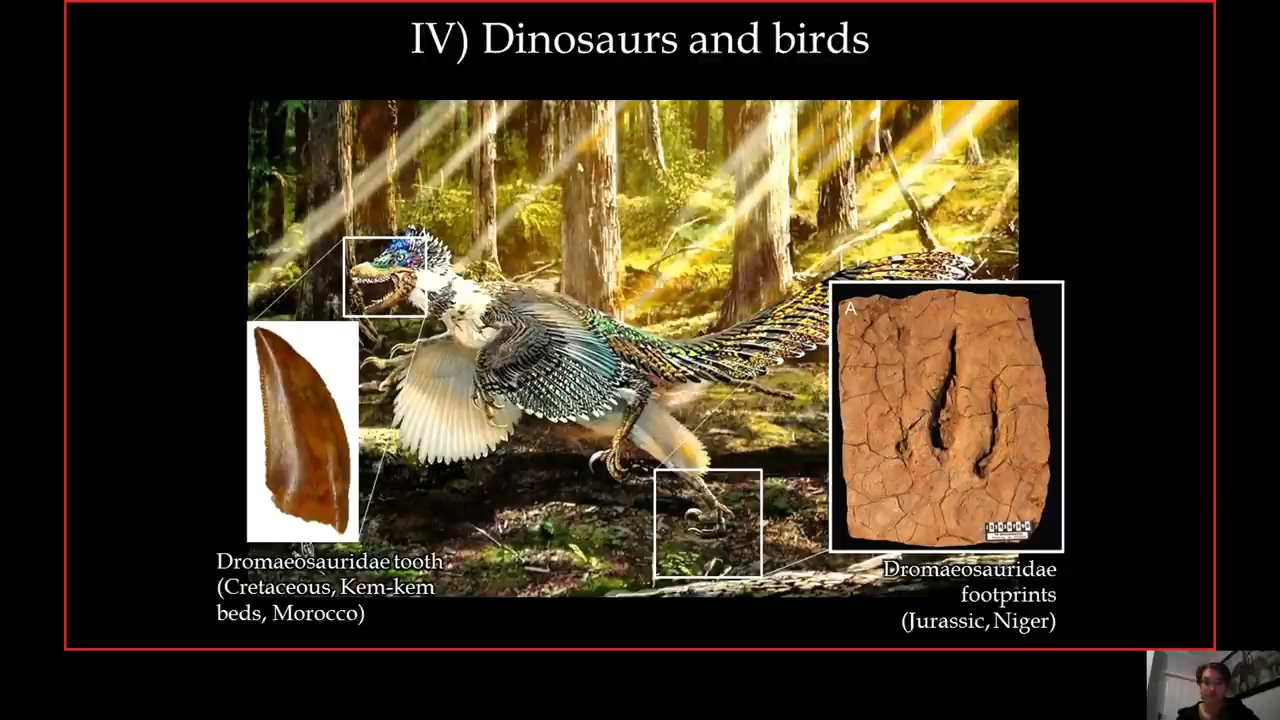 IV) Dinosaurs and birds
A
Dromaeosauridae tooth
(Cretaceous, Kem-kem
beds, Morocco)
Dromaeosauridae
footprints
(Jurassic, Niger)